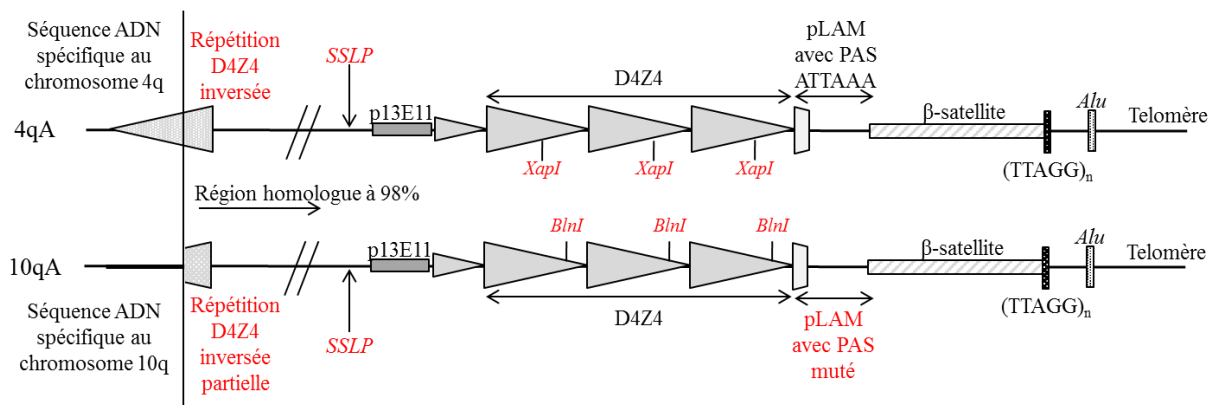 Séquence ADN
spécifique au
chromosome 4q
Répétition
D4Z4
inversée
SSLP
D4Z4
pLAM
avec PAS
ATTAAA
4qA
p13E11
β-satellite
Alu
Telomère
XapI
XapI
XapI
(TTAGG)n
Région homologue à 98%
BlnI
BlnI
BlnI
10qA
p13E11
β-satellite
Alu
Telomère
Séquence ADN
spécifique au
chromosome 10q
Répétition
D4Z4
inversée
partielle
SSLP
D4Z4
pLAM
avec PAS
muté
(TTAGG)n